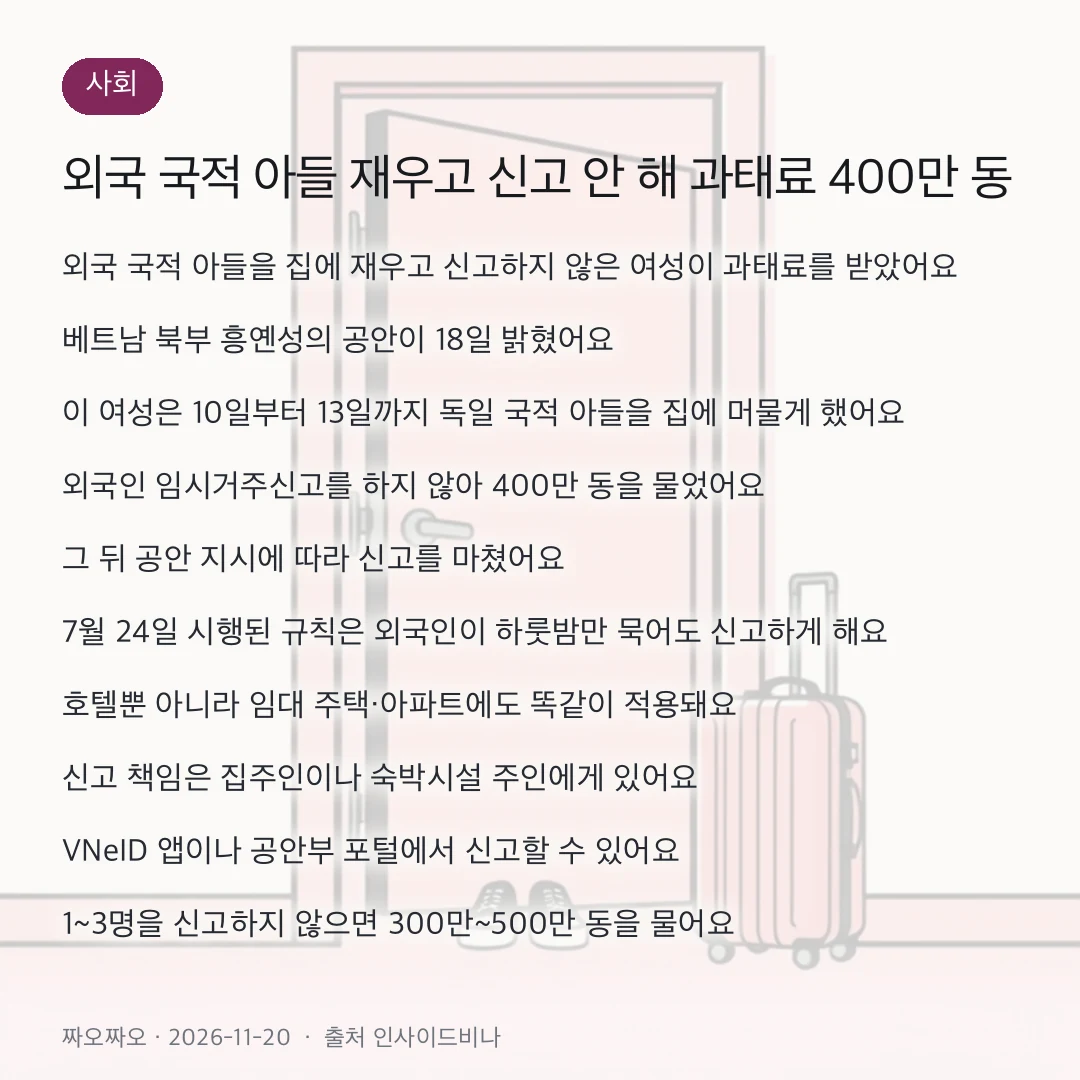 사회
외국 국적 아들 재우고 신고 안 해 과태료 400만 동
외국 국적 아들을 집에 재우고 신고하지 않은 여성이 과태료를 받았어요
베트남 북부 흥옌성의 공안이 18일 밝혔어요
이 여성은 10일부터 13일까지 독일 국적 아들을 집에 머물게 했어요
외국인 임시거주신고를 하지 않아 400만 동을 물었어요
그 뒤 공안 지시에 따라 신고를 마쳤어요
7월 24일 시행된 규칙은 외국인이 하룻밤만 묵어도 신고하게 해요
호텔뿐 아니라 임대 주택·아파트에도 똑같이 적용돼요
신고 책임은 집주인이나 숙박시설 주인에게 있어요
VNeID 앱이나 공안부 포털에서 신고할 수 있어요
1~3명을 신고하지 않으면 300만~500만 동을 물어요
짜오짜오 · 2026-11-20 · 출처 인사이드비나